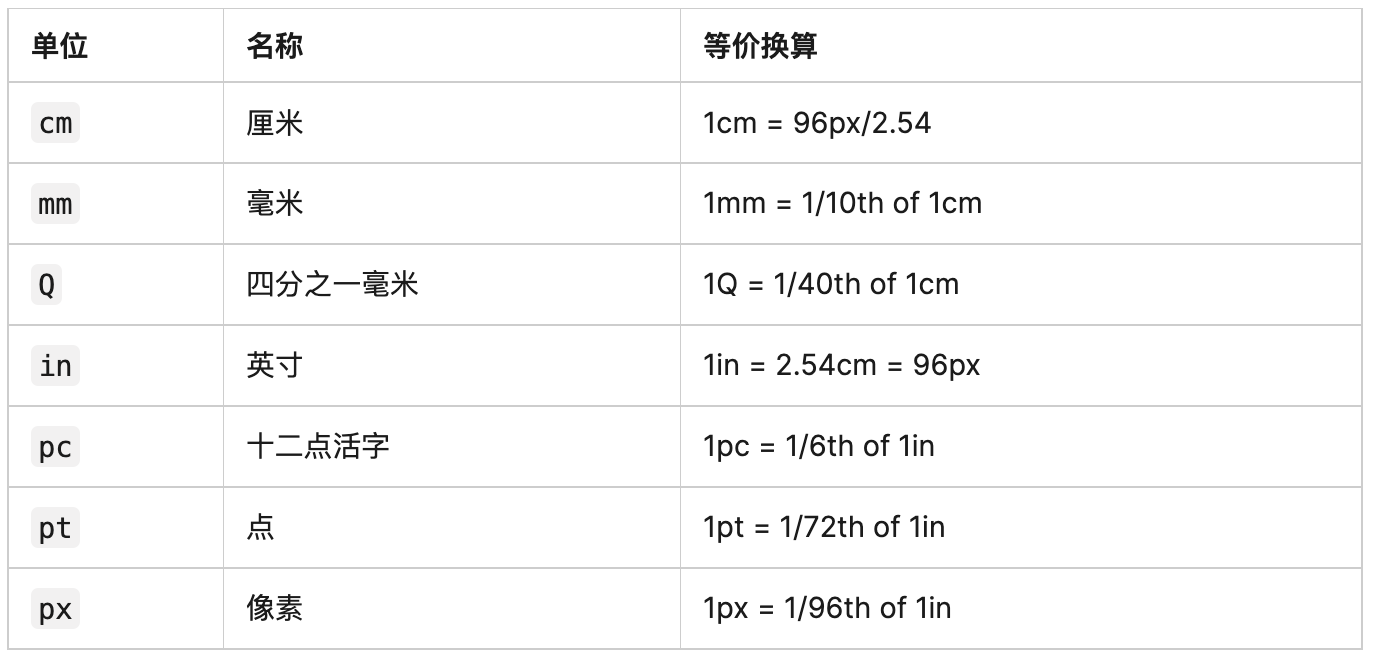 单位 名称 等价换算
cm 厘米 1cm = 96px/2.54
mm 毫米 1mm = 1/10th of 1cm
Q 四分之一毫米 1Q = 1/40th of 1cm
in 英寸 1in = 2.54cm = 96px
pc 十二点活字 1pc = 1/6th of 1in
pt 点 1pt = 1/72th of 1in
px 像素 1px = 1/96th of 1in